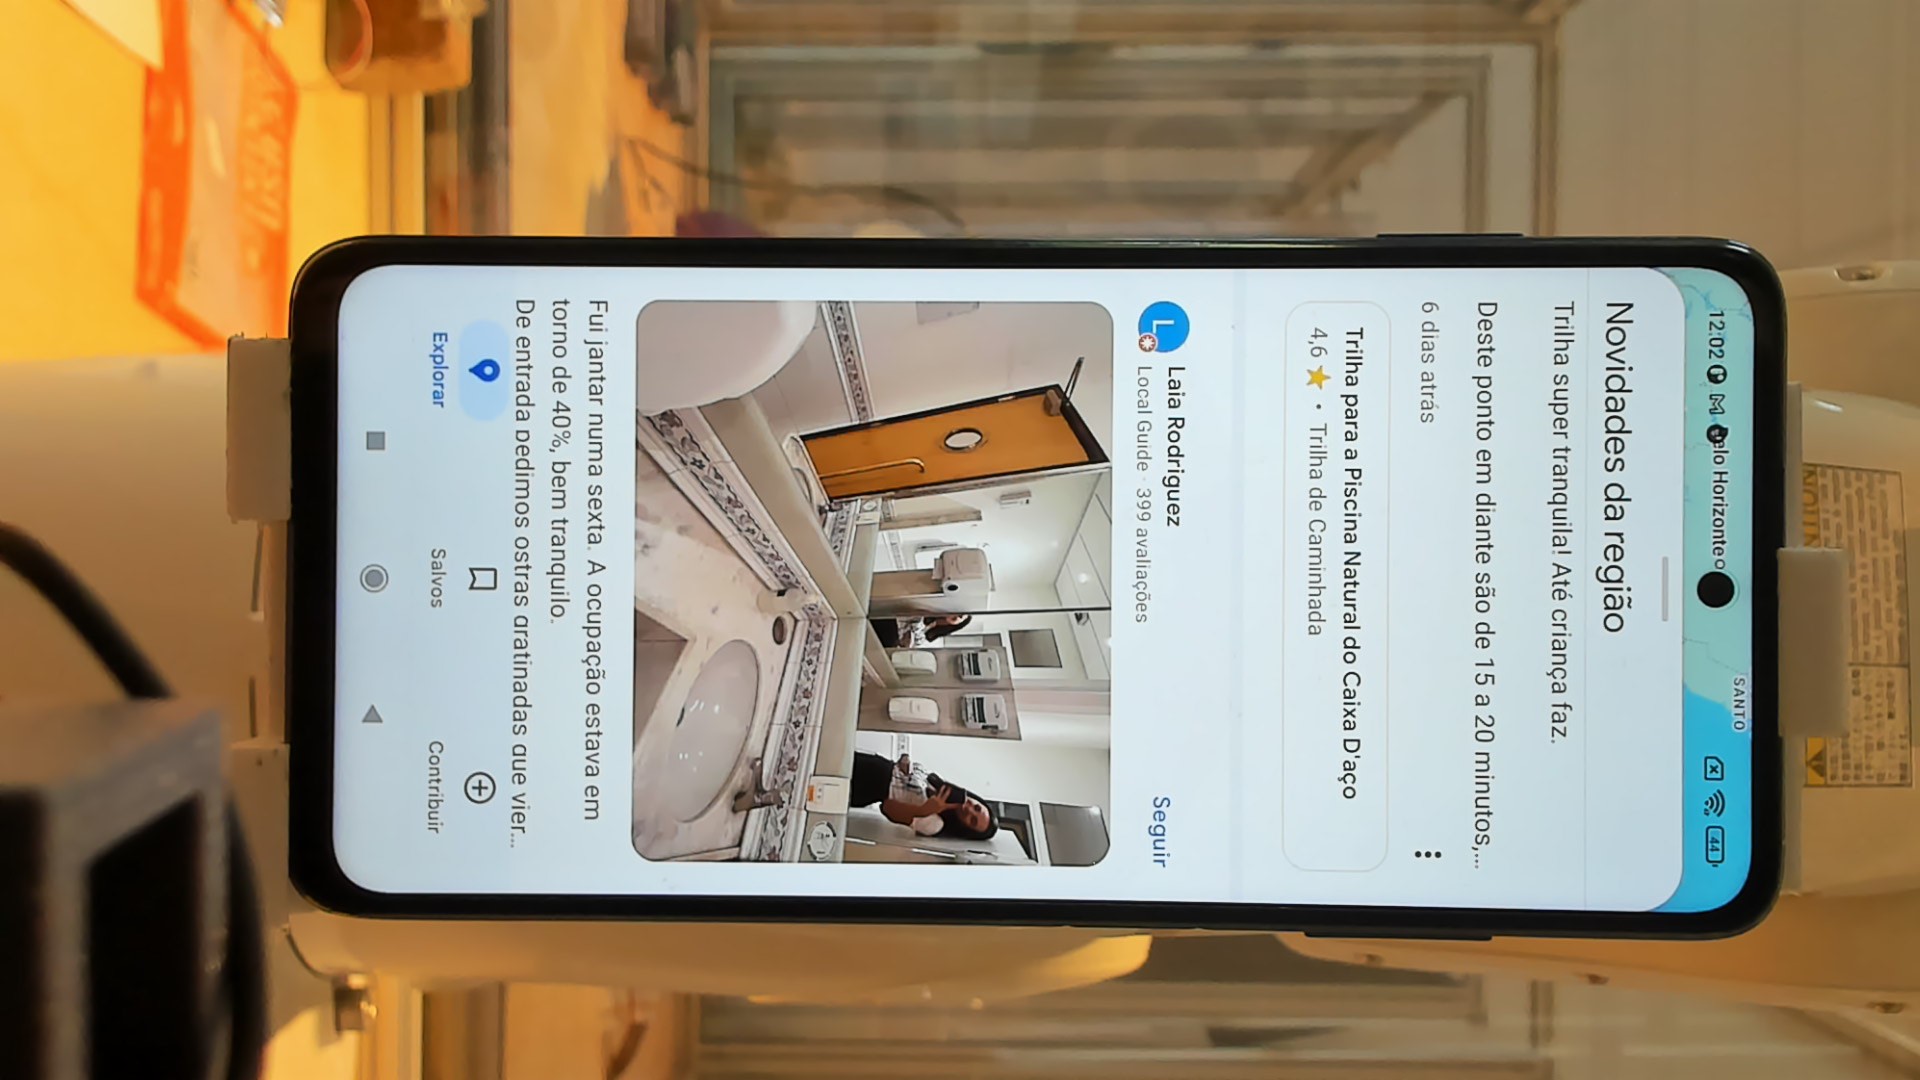 12:02
elo Horizonte
SANTO
44
Novidades da região
Trilha super tranquila! Até criança faz.
Deste ponto em diante são de 15 a 20 minutos,...
6 dias atrás
Trilha para a Piscina Natural do Caixa D'aço
4,6 ⭐ · Trilha de Caminhada
L
Laia Rodriguez
Local Guide · 399 avaliações
Seguir
Fui jantar numa sexta. A ocupação estava em
torno de 40%, bem tranquilo.
De entrada pedimos ostras gratinadas que vier...
Explorar
Salvos
Contribuir